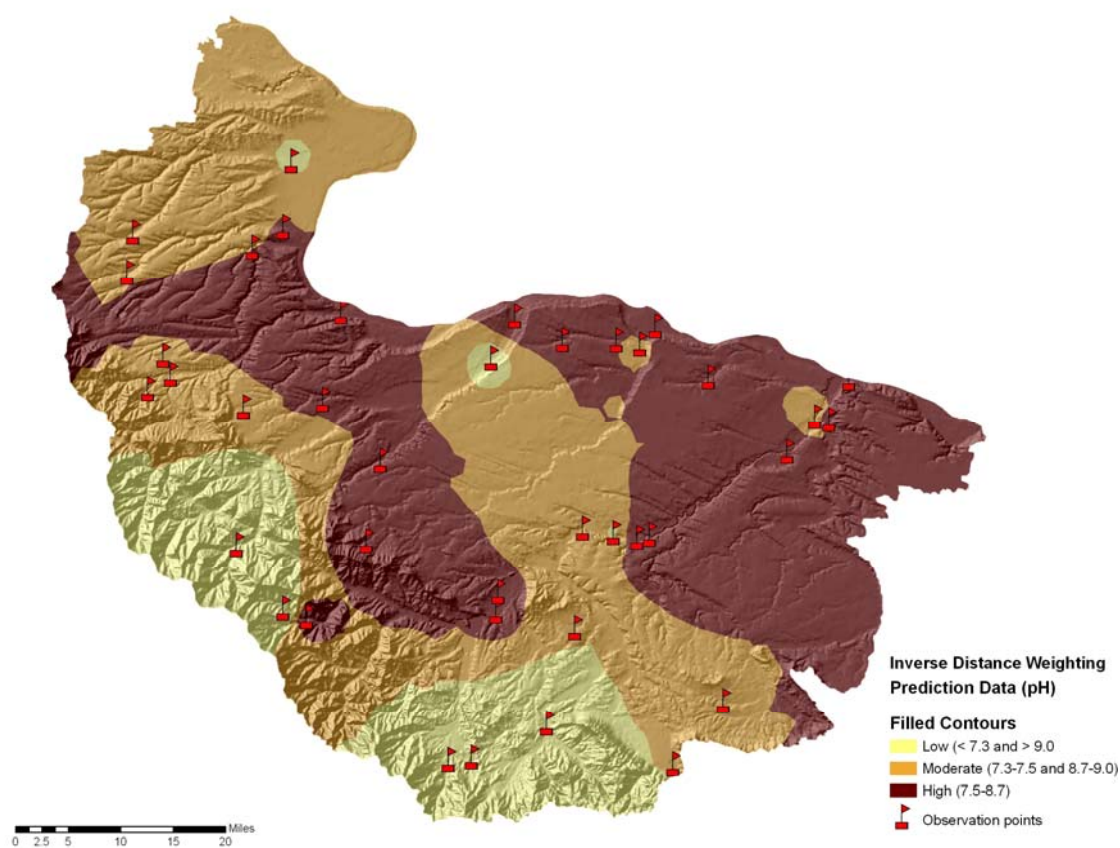 Inverse Distance Weighting
Prediction Data (pH)
Filled Contours
Low (< 7.3 and > 9.0
Moderate (7.3-7.5 and 8.7-9.0)
High (7.5-8.7)
Observation points
Miles
0 2.5 5 10 15 20